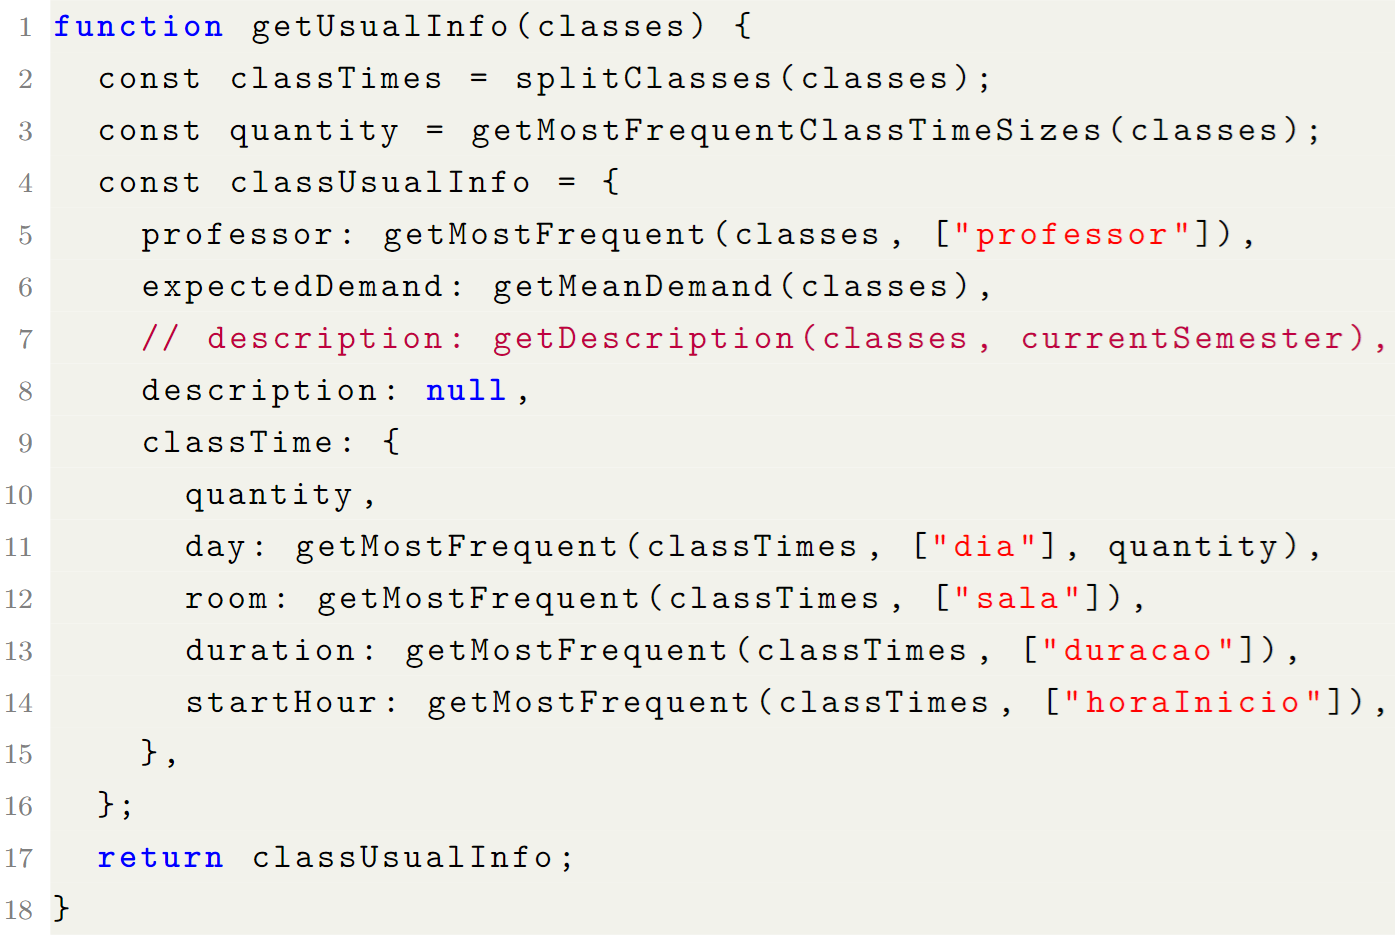 1 function getUsualInfo(classes) {
2   const classTimes = splitClasses(classes);
3   const quantity = getMostFrequentClassTimeSizes(classes);
4   const classUsualInfo = {
5     professor: getMostFrequent(classes, ["professor"]),
6     expectedDemand: getMeanDemand(classes),
7     // description: getDescription(classes, currentSemester),
8     description: null,
9     classTime: {
10       quantity,
11       day: getMostFrequent(classTimes, ["dia"], quantity),
12       room: getMostFrequent(classTimes, ["sala"]),
13       duration: getMostFrequent(classTimes, ["duracao"]),
14       startHour: getMostFrequent(classTimes, ["horaInicio"]),
15     },
16   };
17   return classUsualInfo;
18 }